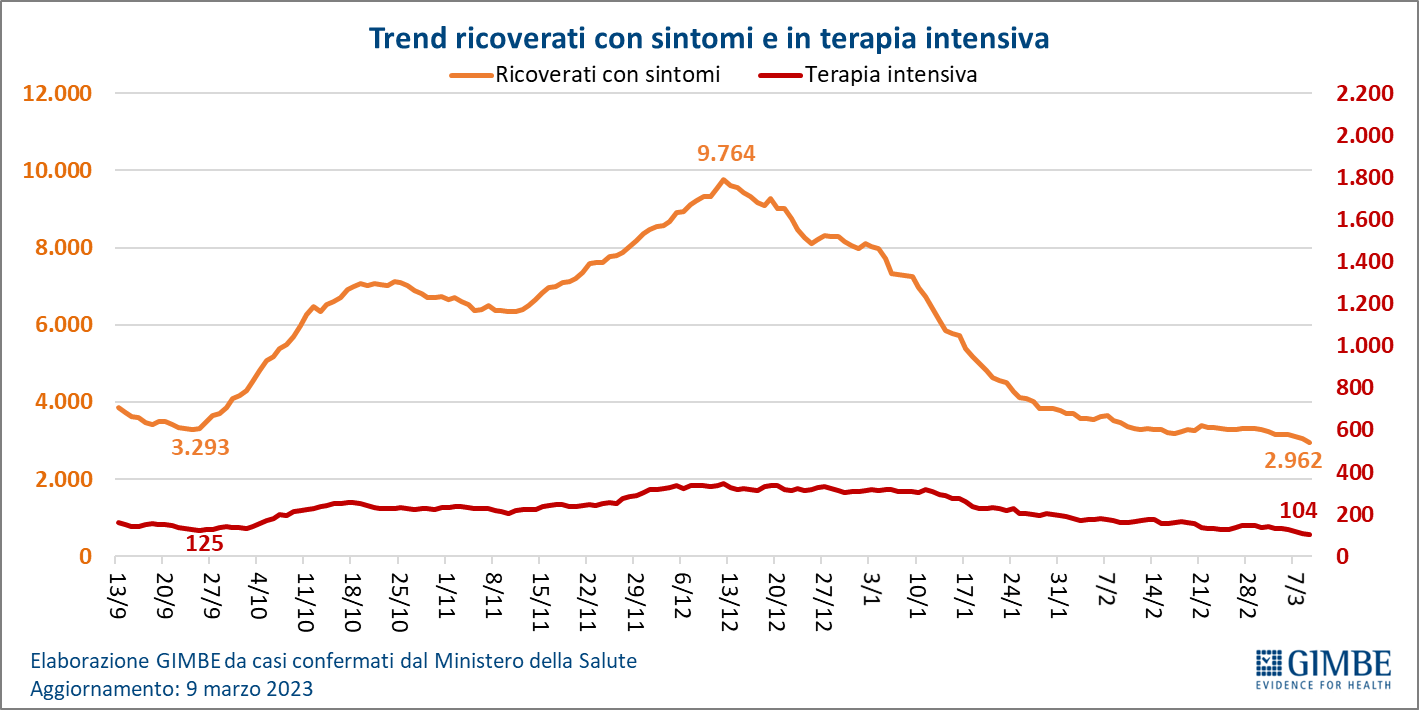 Trend ricoverati con sintomi e in terapia intensiva
Ricoverati con sintomi Terapia intensiva
12.000 2.200
2.000
10.000 1.800
1.600
8.000 1.400
1.200
6.000 1.000
800
4.000 600
400
2.000 200
0 0
9.764
3.293
2.962
125
104
13/9 20/9 27/9 4/10 11/10 18/10 25/10 1/11 8/11 15/11 22/11 29/11 6/12 13/12 20/12 27/12 3/1 10/1 17/1 24/1 31/1 7/2 14/2 21/2 28/2 7/3
Elaborazione GIMBE da casi confermati dal Ministero della Salute
Aggiornamento: 9 marzo 2023
GIMBE
EVIDENCE FOR HEALTH